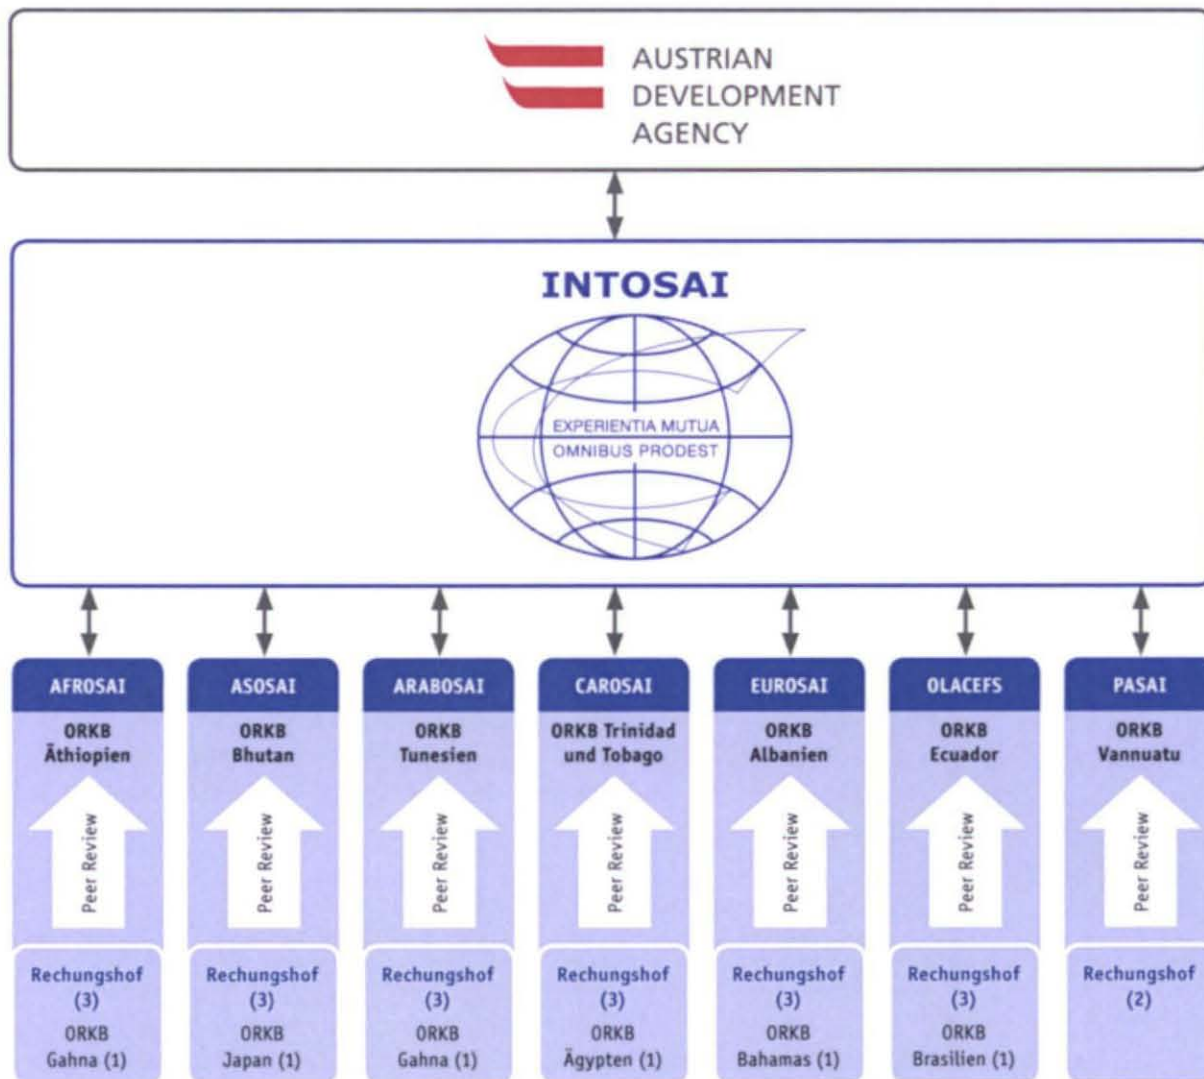 AUSTRIAN
DEVELOPMENT
AGENCY
INTOSAI
EXPERIENTIA MUTUA
OMNIBUS PRODEST
AFROSAI
ORKB
Äthiopien
Peer Review
Rechungshof
(3)
ORKB
Gahna (1)
ASOSAI
ORKB
Bhutan
Peer Review
Rechungshof
(3)
ORKB
Japan (1)
ARABOSAI
ORKB
Tunesien
Peer Review
Rechungshof
(3)
ORKB
Gahna (1)
CAROSAI
ORKB Trinidad
und Tobago
Peer Review
Rechungshof
(3)
ORKB
Ägypten (1)
EUROSAI
ORKB
Albanien
Peer Review
Rechungshof
(3)
ORKB
Bahamas (1)
OLACEFS
ORKB
Ecuador
Peer Review
Rechungshof
(3)
ORKB
Brasilien (1)
PASAI
ORKB
Vannuatu
Peer Review
Rechungshof
(2)